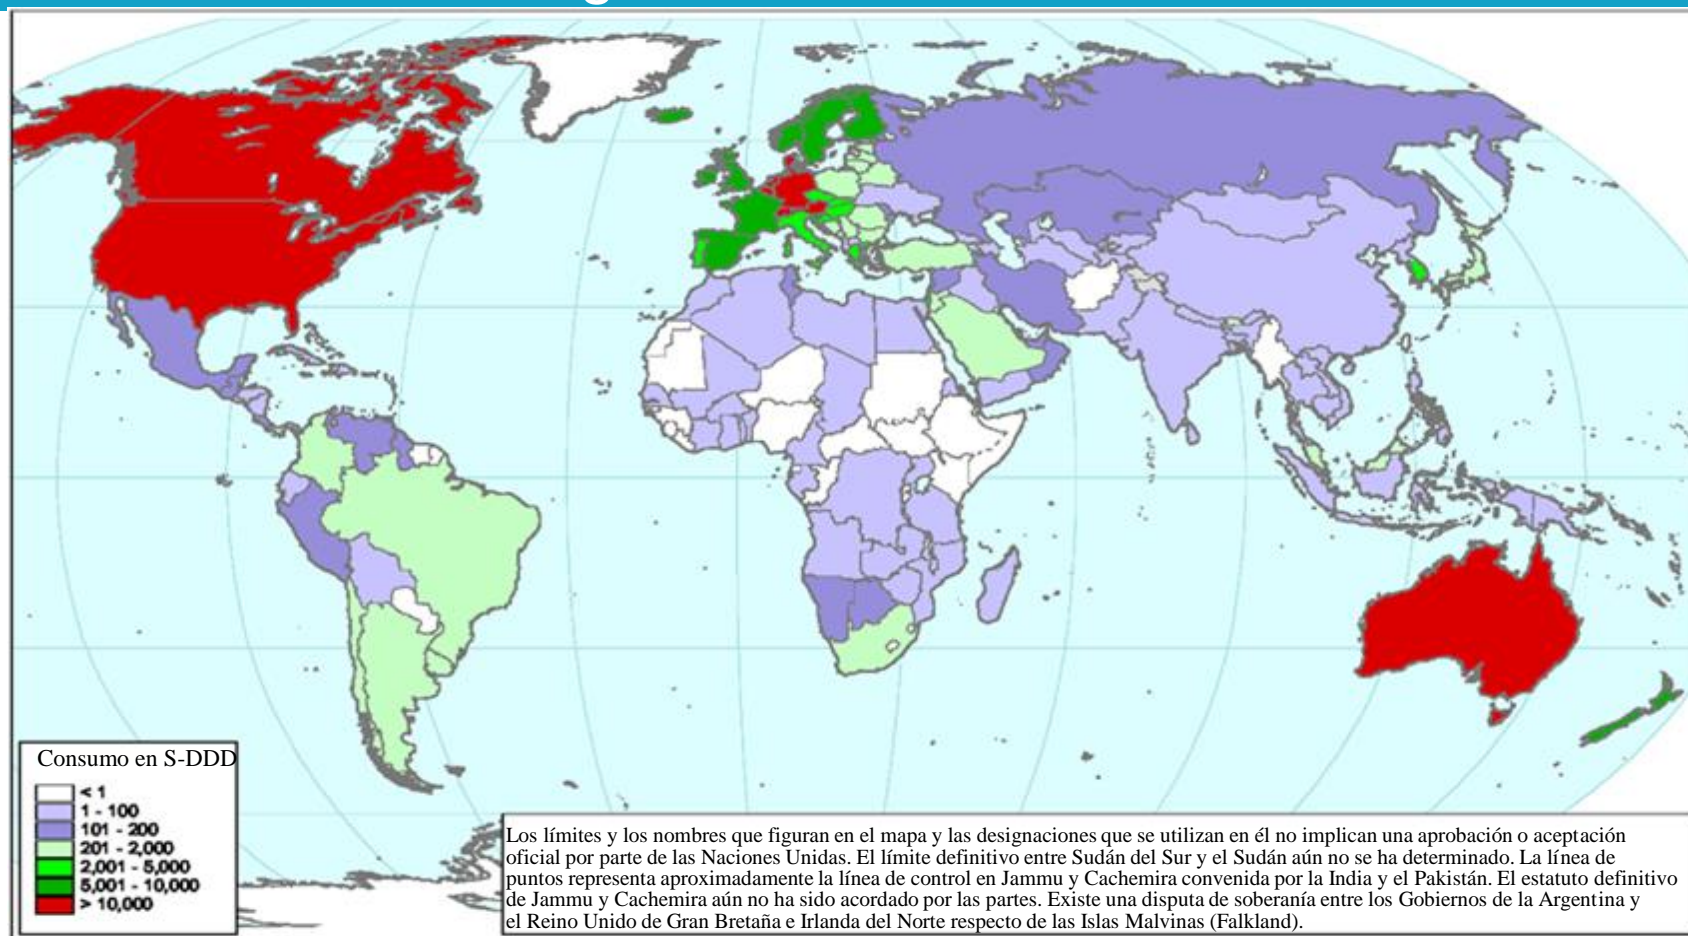 Consumo en S-DDD
< 1
1 - 100
101 - 200
201 - 2,000
2,001 - 5,000
5,001 - 10,000
> 10,000
Los límites y los nombres que figuran en el mapa y las designaciones que se utilizan en él no implican una aprobación o aceptación
oficial por parte de las Naciones Unidas. El límite definitivo entre Sudán del Sur y el Sudán aún no se ha determinado. La línea de
puntos representa aproximadamente la línea de control en Jammu y Cachemira convenida por la India y el Pakistán. El estatuto definitivo
de Jammu y Cachemira aún no ha sido acordado por las partes. Existe una disputa de soberanía entre los Gobiernos de la Argentina y
el Reino Unido de Gran Bretaña e Irlanda del Norte respecto de las Islas Malvinas (Falkland).